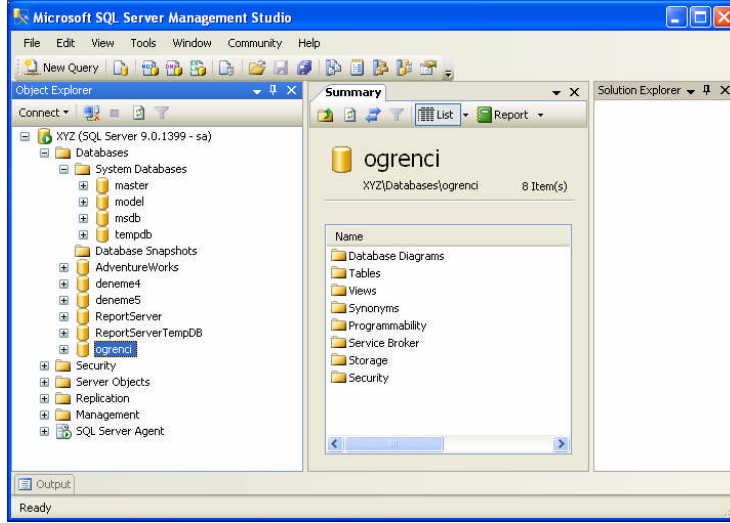 Microsoft SQL Server Management Studio
File Edit View Tools Window Community Help
New Query
Object Explorer
Connect
XYZ (SQL Server 9.0.1399 - sa)
Databases
System Databases
master
model
msdb
tempdb
Database Snapshots
AdventureWorks
deneme4
deneme5
ReportServer
ReportServerTempDB
ogrenci
Security
Server Objects
Replication
Management
SQL Server Agent
Summary
List Report
ogrenci
XYZ\Databases\ogrenci 8 Item(s)
Name
Database Diagrams
Tables
Views
Synonyms
Programmability
Service Broker
Storage
Security
Solution Explorer
Output
Ready